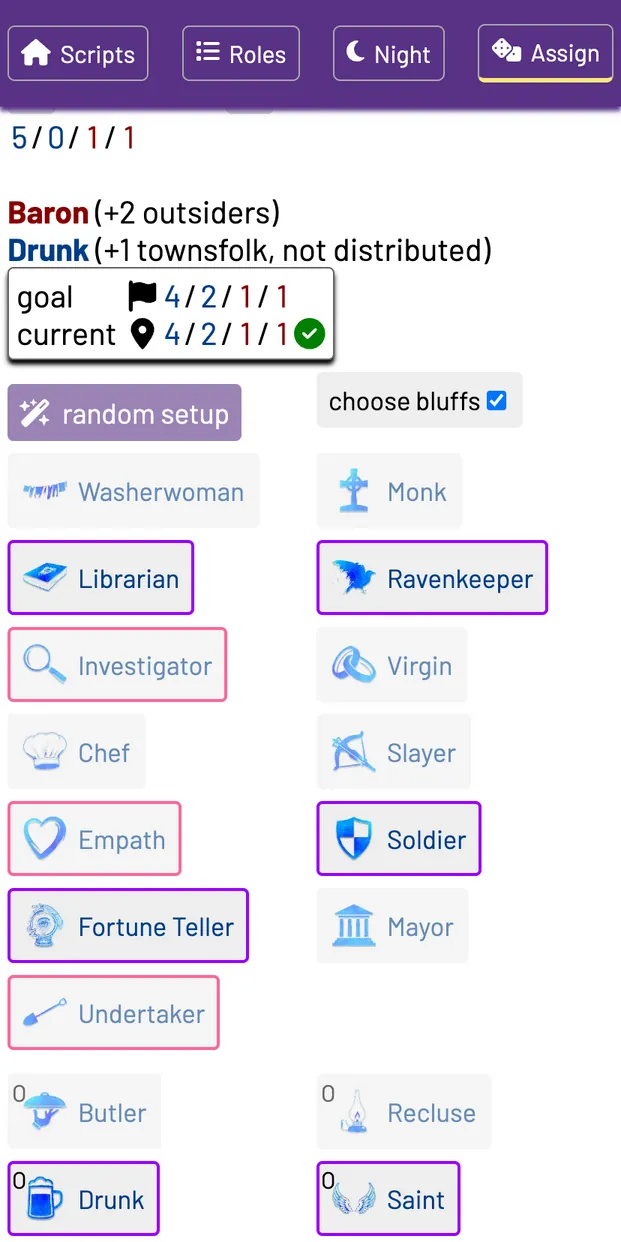 Scripts Roles Night Assign
5/0/1/1
Baron (+2 outsiders)
Drunk (+1 townsfolk, not distributed)
goal 4/2/1/1
current 4/2/1/1
random setup choose bluffs
Washerwoman Monk
Librarian Ravenkeeper
Investigator Virgin
Chef Slayer
Empath Soldier
Fortune Teller Mayor
Undertaker
0 Butler 0 Recluse
0 Drunk 0 Saint